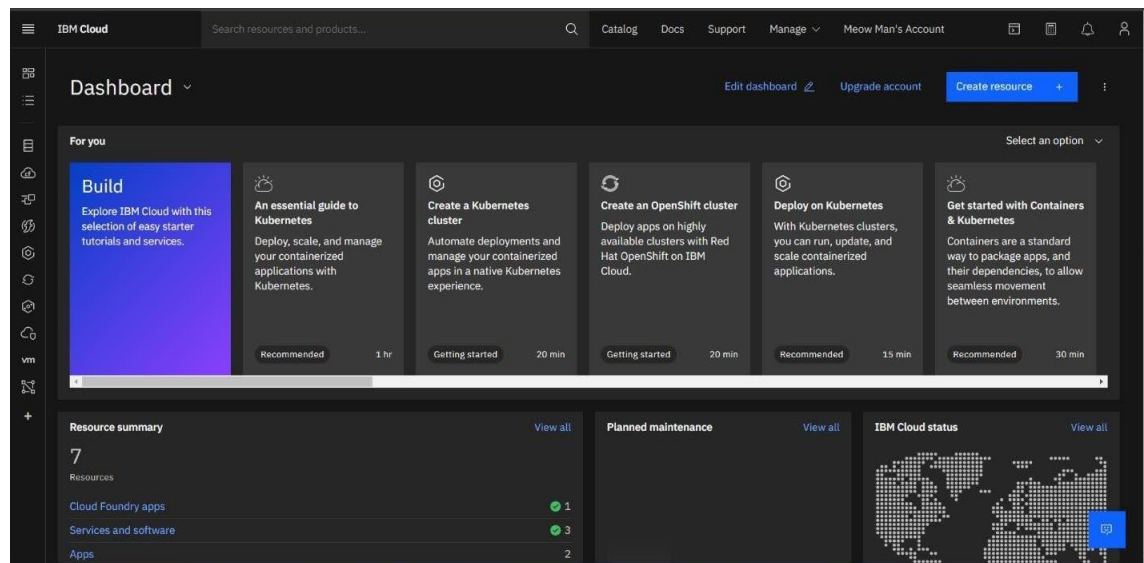 IBM Cloud
Search resources and products...
Catalog
Docs
Support
Manage
Meow Man's Account
Dashboard
Edit dashboard
Upgrade account
Create resource +
For you
Select an option
Build
Explore IBM Cloud with this
selection of easy starter
tutorials and services.
An essential guide to
Kubernetes
Deploy, scale, and manage
your containerized
applications with
Kubernetes.
Recommended
1 hr
Create a Kubernetes
cluster
Automate deployments and
manage your containerized
apps in a native Kubernetes
experience.
Getting started
20 min
Create an OpenShift cluster
Deploy apps on highly
available clusters with Red
Hat OpenShift on IBM
Cloud.
Getting started
20 min
Deploy on Kubernetes
With Kubernetes clusters,
you can run, update, and
scale containerized
applications.
Recommended
15 min
Get started with Containers
& Kubernetes
Containers are a standard
way to package apps, and
their dependencies, to allow
seamless movement
between environments.
Recommended
30 min
vm
Resource summary
View all
7
Resources
Cloud Foundry apps
1
Services and software
3
Apps
2
Planned maintenance
View all
IBM Cloud status
View all